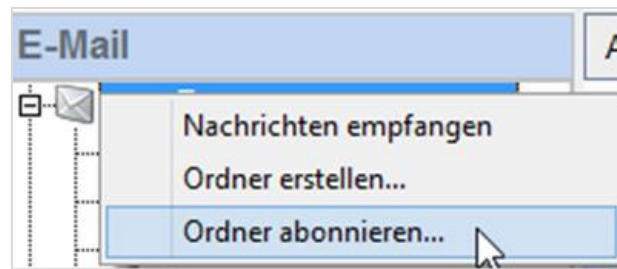 E-Mail
Nachrichten empfangen
Ordner erstellen...
Ordner abonnieren...